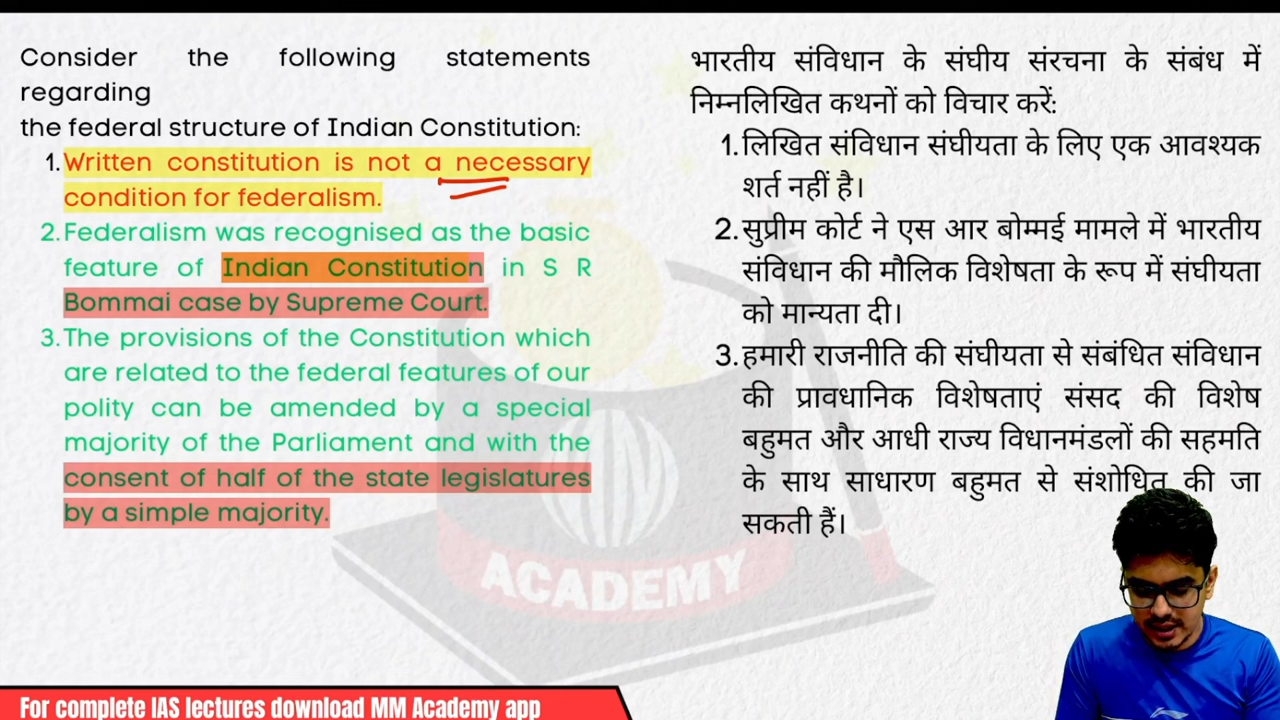 Consider the following statements
regarding
the federal structure of Indian Constitution:
1. Written constitution is not a necessary
condition for federalism.
2. Federalism was recognised as the basic
feature of Indian Constitution in S R
Bommai case by Supreme Court.
3. The provisions of the Constitution which
are related to the federal features of our
polity can be amended by a special
majority of the Parliament and with the
consent of half of the state legislatures
by a simple majority.
भारतीय संविधान के संघीय संरचना के संबंध में
निम्नलिखित कथनों को विचार करें:
1. लिखित संविधान संघीयता के लिए एक आवश्यक
शर्त नहीं है।
2. सुप्रीम कोर्ट ने एस आर बोम्मई मामले में भारतीय
संविधान की मौलिक विशेषता के रूप में संघीयता
को मान्यता दी।
3. हमारी राजनीति की संघीयता से संबंधित संविधान
की प्रावधानिक विशेषताएं संसद की विशेष
बहुमत और आधी राज्य विधानमंडलों की सहमति
के साथ साधारण बहुमत से संशोधित की जा
सकती हैं।
ACADEMY
For complete IAS lectures download MM Academy app